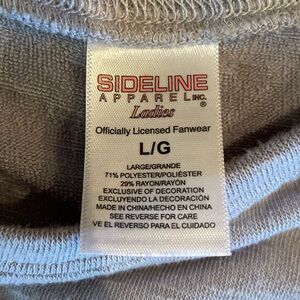 SIDELINE
APPAREL INC.
Ladies ®
Officially Licensed Fanwear
L/G
LARGE/GRANDE
71% POLYESTER/POLIÉSTER
29% RAYON/RAYÓN
EXCLUSIVE OF DECORATION
EXCLUYENDO LA DECORACIÓN
MADE IN CHINA/HECHO EN CHINA
SEE REVERSE FOR CARE
VE EL REVERSO PARA EL CUIDADO